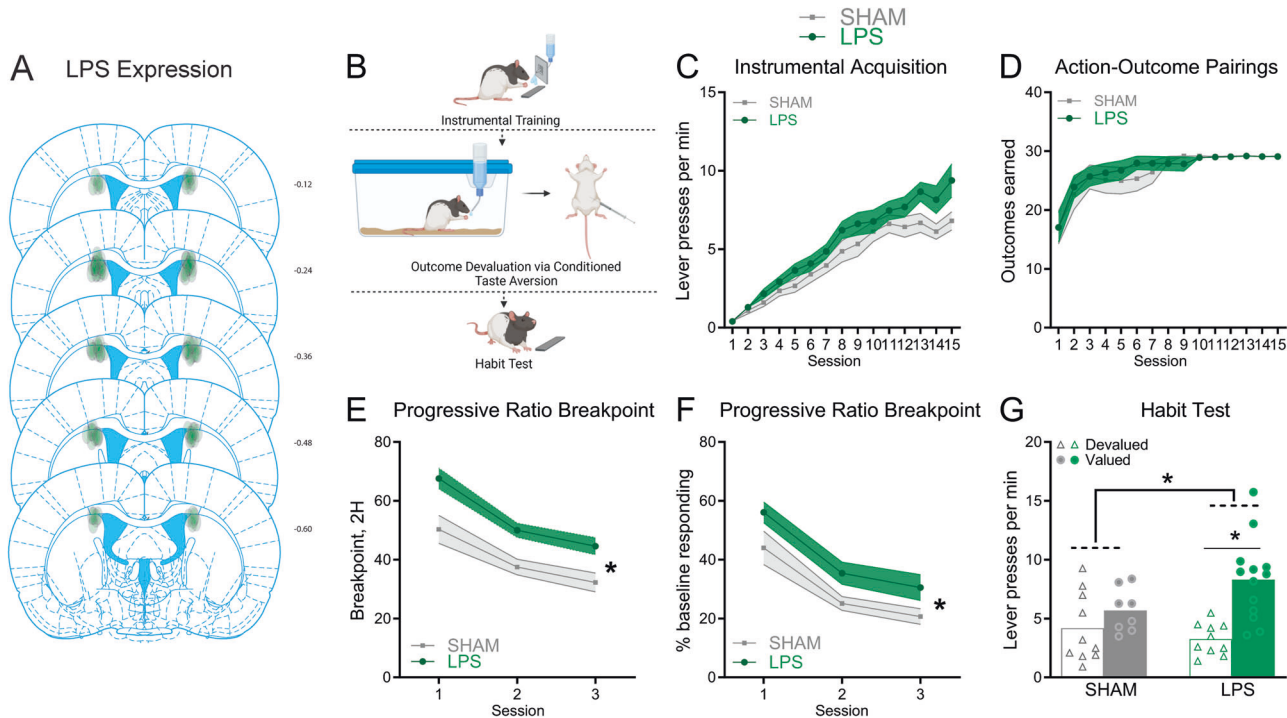 SHAM
LPS
A
LPS Expression
-0.12
-0.24
-0.36
-0.48
-0.60
B
Instrumental Training
Outcome Devaluation via Conditioned
Taste Aversion
Habit Test
C
Instrumental Acquisition
SHAM
LPS
Lever presses per min
15
10
5
0
1 2 3 4 5 6 7 8 9 10 11 12 13 14 15
Session
D
Action-Outcome Pairings
SHAM
LPS
Outcomes earned
40
30
20
10
0
1 2 3 4 5 6 7 8 9 10 11 12 13 14 15
Session
E
Progressive Ratio Breakpoint
Breakpoint, 2H
80
60
40
20
0
SHAM
LPS
*
1 2 3
Session
F
Progressive Ratio Breakpoint
% baseline responding
80
60
40
20
0
SHAM
LPS
*
1 2 3
Session
G
Habit Test
Devalued
Valued
Lever presses per min
20
15
10
5
0
*
*
SHAM LPS